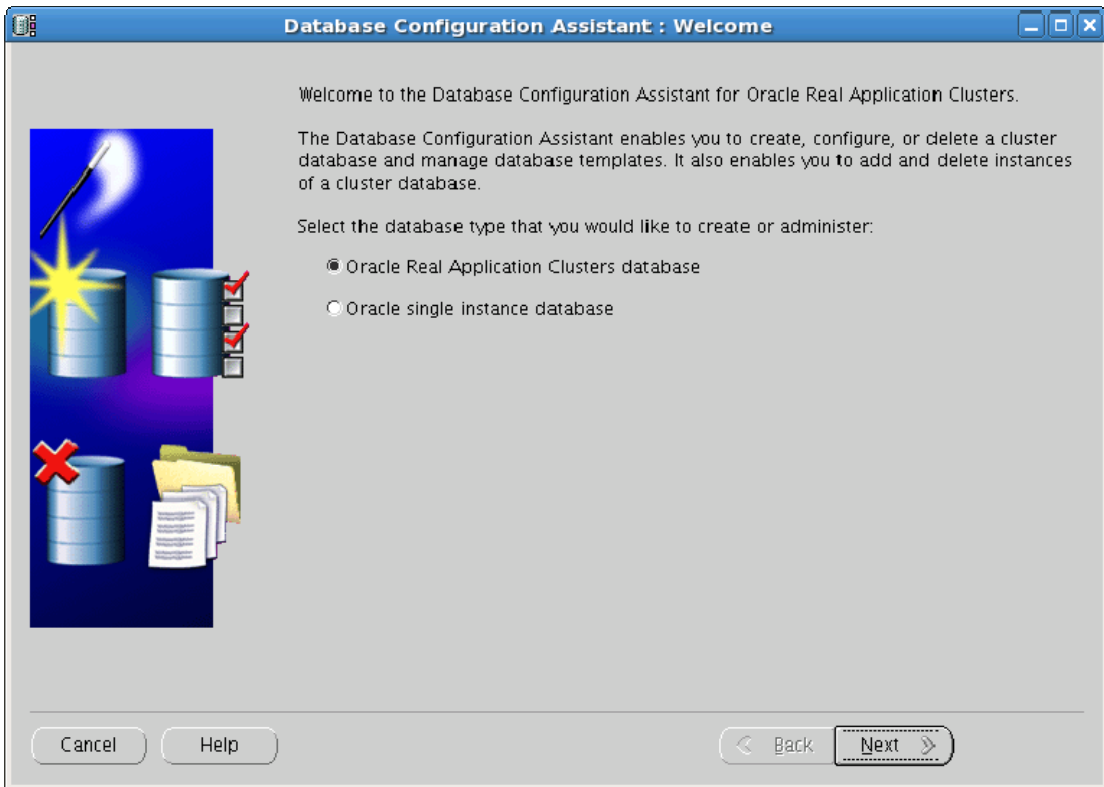 Database Configuration Assistant : Welcome
Welcome to the Database Configuration Assistant for Oracle Real Application Clusters.
The Database Configuration Assistant enables you to create, configure, or delete a cluster
database and manage database templates. It also enables you to add and delete instances
of a cluster database.
Select the database type that you would like to create or administer:
Oracle Real Application Clusters database
Oracle single instance database
Cancel
Help
Back
Next